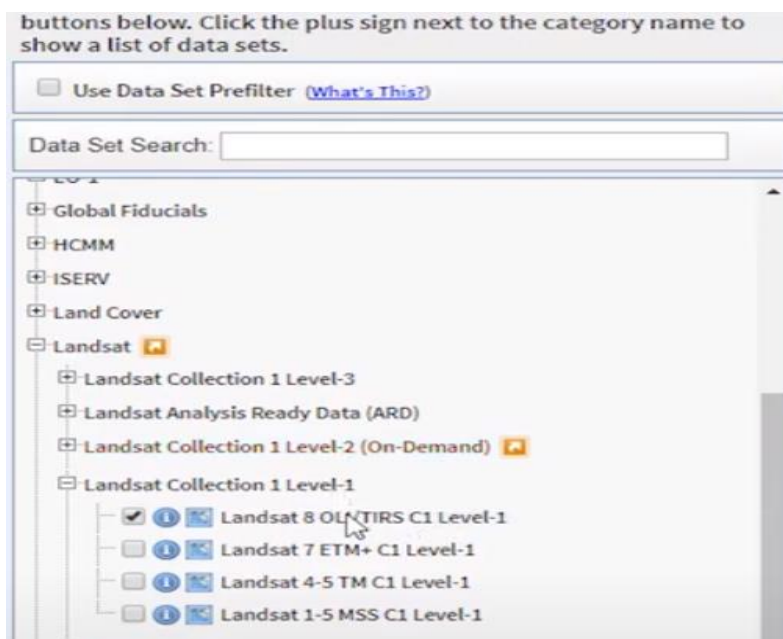 buttons below. Click the plus sign next to the category name to
show a list of data sets.
Use Data Set Prefilter (What's This?)
Data Set Search:
Global Fiducials
HCMM
ISERV
Land Cover
Landsat
Landsat Collection 1 Level-3
Landsat Analysis Ready Data (ARD)
Landsat Collection 1 Level-2 (On-Demand)
Landsat Collection 1 Level-1
Landsat 8 OLI/TIRS C1 Level-1
Landsat 7 ETM+ C1 Level-1
Landsat 4-5 TM C1 Level-1
Landsat 1-5 MSS C1 Level-1